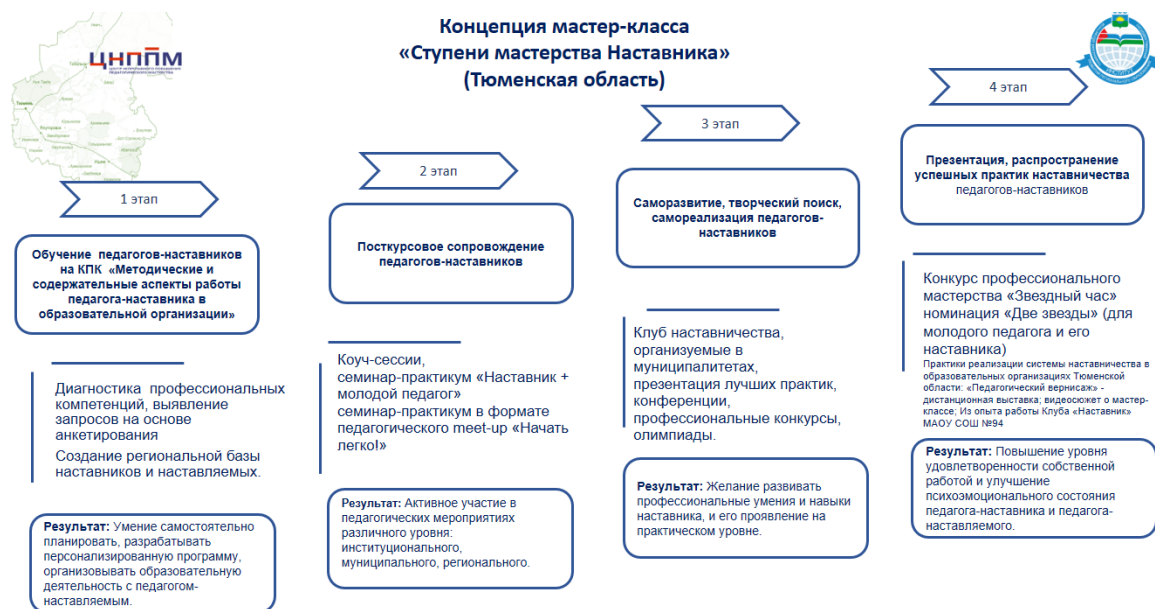 Концепция мастер-класса
«Ступени мастерства Наставника»
(Тюменская область)
ЦНППМ
ЦЕНТР НЕПРЕРЫВНОГО ПОВЫШЕНИЯ
ПЕДАГОГИЧЕСКОГО МАСТЕРСТВА
Тюмень
1 этап
Обучение педагогов-наставников
на КПК «Методические и
содержательные аспекты работы
педагога-наставника в
образовательной организации»
Диагностика профессиональных
компетенций, выявление
запросов на основе
анкетирования
Создание региональной базы
наставников и наставляемых.
Результат: Умение самостоятельно
планировать, разрабатывать
персонализированную программу,
организовывать образовательную
деятельность с педагогом-
наставляемым.
2 этап
Посткурсовое сопровождение
педагогов-наставников
Коуч-сессии,
семинар-практикум «Наставник +
молодой педагог»
семинар-практикум в формате
педагогического meet-up «Начать
легко!»
Результат: Активное участие в
педагогических мероприятиях
различного уровня:
институционального,
муниципального, регионального.
3 этап
Саморазвитие, творческий поиск,
самореализация педагогов-
наставников
Клуб наставничества,
организуемые в
муниципалитетах,
презентация лучших практик,
конференции,
профессиональные конкурсы,
олимпиады.
Результат: Желание развивать
профессиональные умения и навыки
наставника, и его проявление на
практическом уровне.
4 этап
Презентация, распространение
успешных практик наставничества
педагогов-наставников
Конкурс профессионального
мастерства «Звездный час»
номинация «Две звезды» (для
молодого педагога и его
наставника)
Практики реализации системы наставничества в
образовательных организациях Тюменской
области: «Педагогический вернисаж» -
дистанционная выставка; видеосюжет о мастер-
классе; Из опыта работы Клуба «Наставник»
МАОУ СОШ №94
Результат: Повышение уровня
удовлетворенности собственной
работой и улучшение
психоэмоционального состояния
педагога-наставника и педагога-
наставляемого.